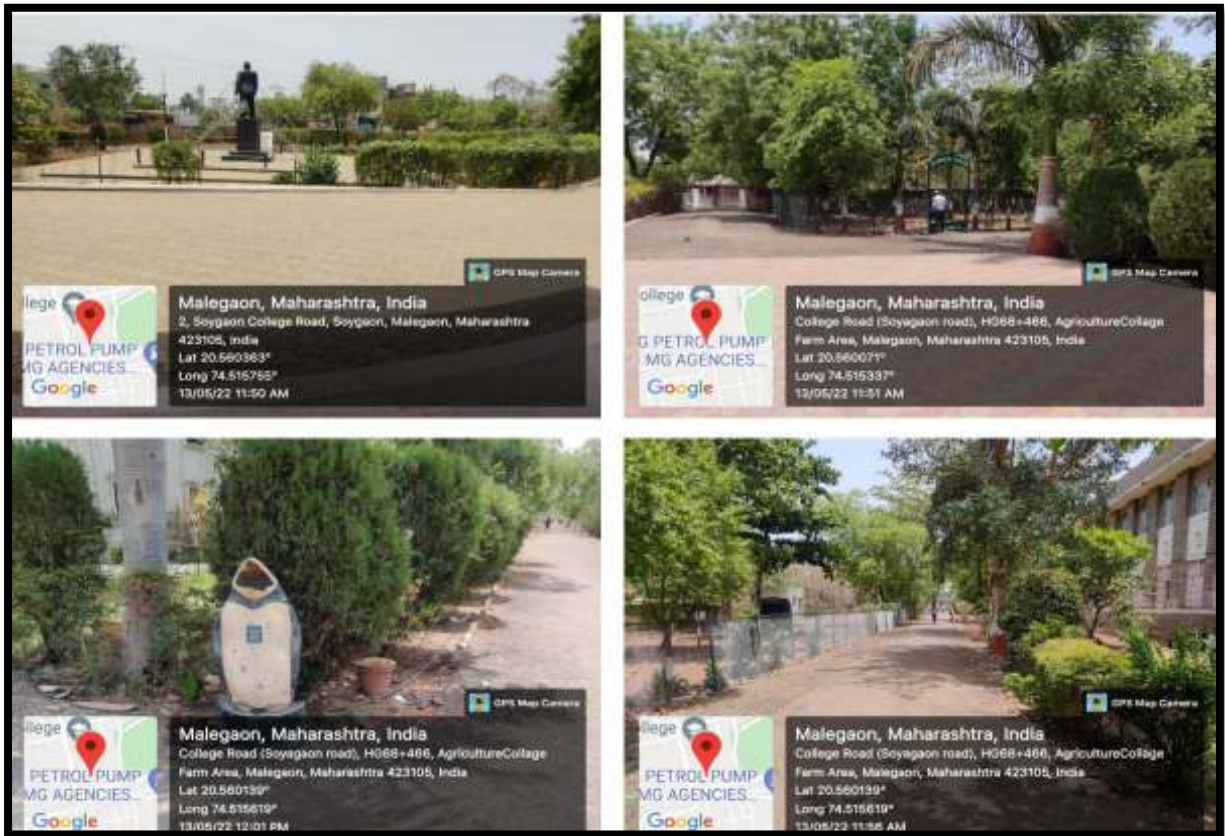 GPS Map Camera
llege
PETROL PUMP
MG AGENCIES...
Google
Malegaon, Maharashtra, India
2, Soygaon College Road, Soygaon, Malegaon, Maharashtra
423105, India
Lat 20.560363°
Long 74.515755°
13/05/22 11:50 AM
GPS Map Camera
ollege
G PETROL PUMP
MG AGENCIES...
Google
Malegaon, Maharashtra, India
College Road (Soyagaon road), HG68+466, AgricultureCollage
Farm Area, Malegaon, Maharashtra 423105, India
Lat 20.560071°
Long 74.515337°
13/05/22 11:51 AM
GPS Map Camera
llege
PETROL PUMP
MG AGENCIES...
Google
Malegaon, Maharashtra, India
College Road (Soyagaon road), HG68+466, AgricultureCollage
Farm Area, Malegaon, Maharashtra 423105, India
Lat 20.560139°
Long 74.515619°
13/05/22 12:01 PM
GPS Map Camera
llege
PETROL PUMP
MG AGENCIES...
Google
Malegaon, Maharashtra, India
College Road (Soyagaon road), HG68+466, AgricultureCollage
Farm Area, Malegaon, Maharashtra 423105, India
Lat 20.560139°
Long 74.515619°
13/05/22 11:56 AM